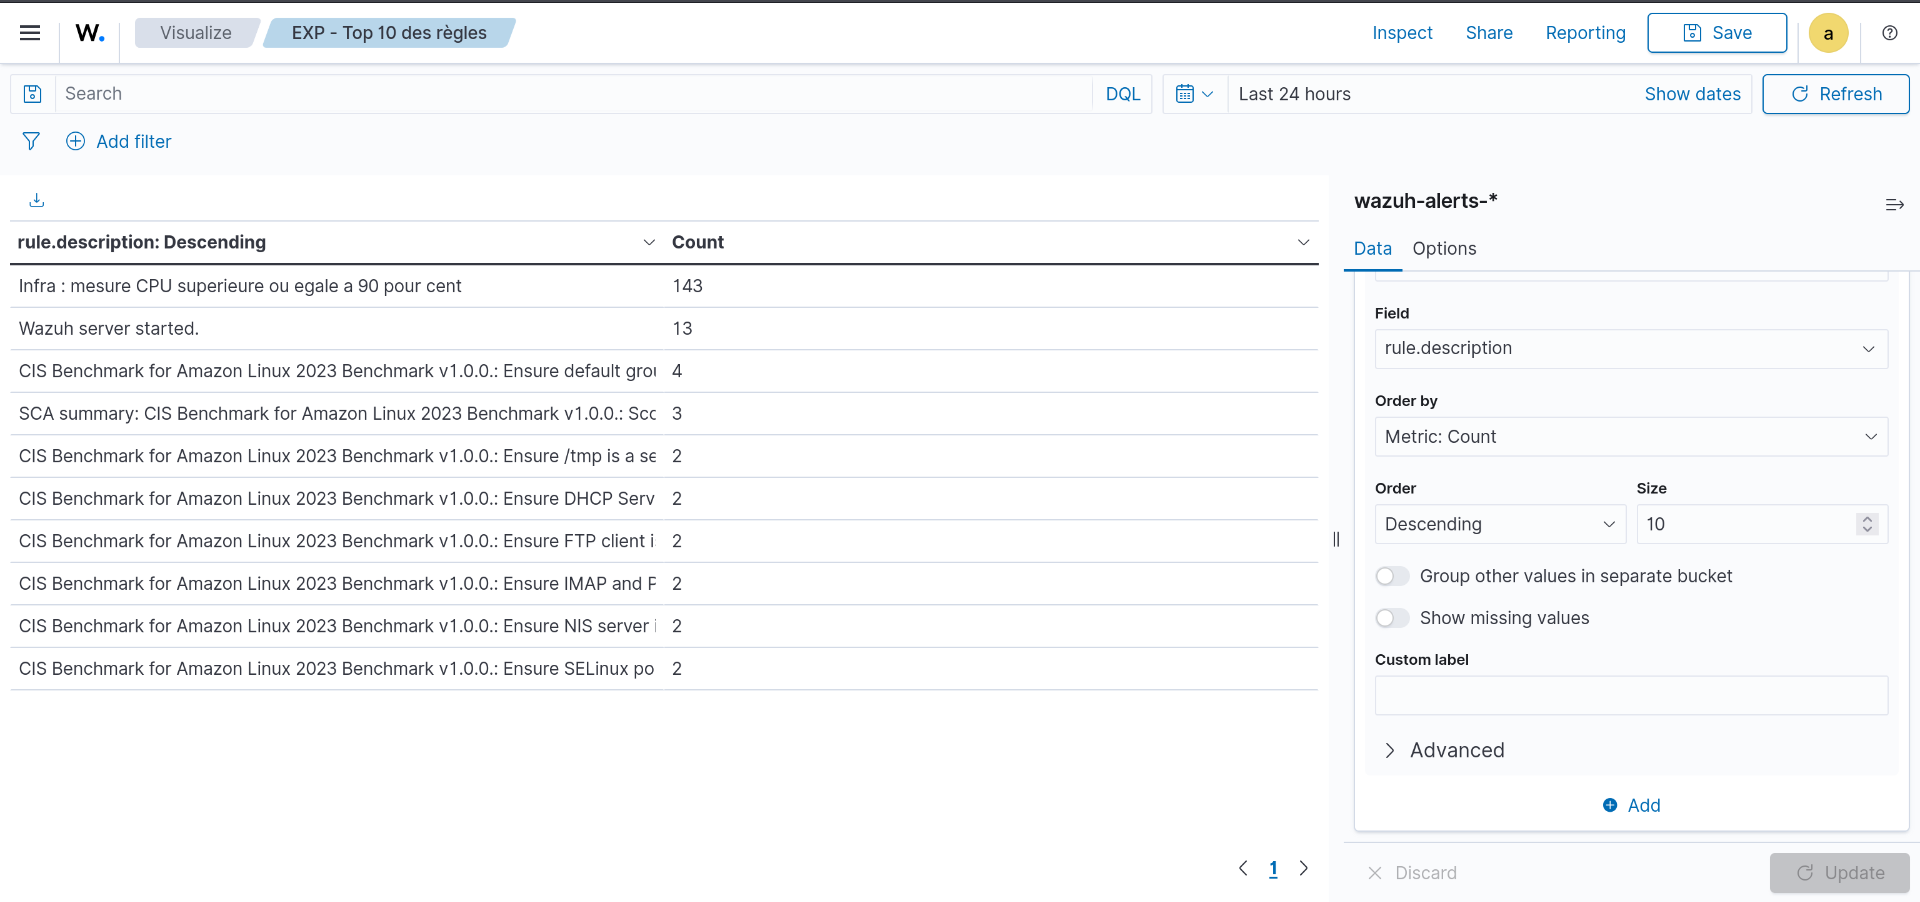 W.
Visualize
EXP - Top 10 des règles
Inspect
Share
Reporting
Save
a
Search
DQL
Last 24 hours
Show dates
Refresh
Add filter
rule.description: Descending
Count
Infra : mesure CPU superieure ou egale a 90 pour cent
143
Wazuh server started.
13
CIS Benchmark for Amazon Linux 2023 Benchmark v1.0.0.: Ensure default grou
4
SCA summary: CIS Benchmark for Amazon Linux 2023 Benchmark v1.0.0.: Sco
3
CIS Benchmark for Amazon Linux 2023 Benchmark v1.0.0.: Ensure /tmp is a se
2
CIS Benchmark for Amazon Linux 2023 Benchmark v1.0.0.: Ensure DHCP Serv
2
CIS Benchmark for Amazon Linux 2023 Benchmark v1.0.0.: Ensure FTP client i
2
CIS Benchmark for Amazon Linux 2023 Benchmark v1.0.0.: Ensure IMAP and P
2
CIS Benchmark for Amazon Linux 2023 Benchmark v1.0.0.: Ensure NIS server i
2
CIS Benchmark for Amazon Linux 2023 Benchmark v1.0.0.: Ensure SELinux po
2
1
wazuh-alerts-*
Data
Options
Field
rule.description
Order by
Metric: Count
Order
Size
Descending
10
Group other values in separate bucket
Show missing values
Custom label
Advanced
Add
Discard
Update